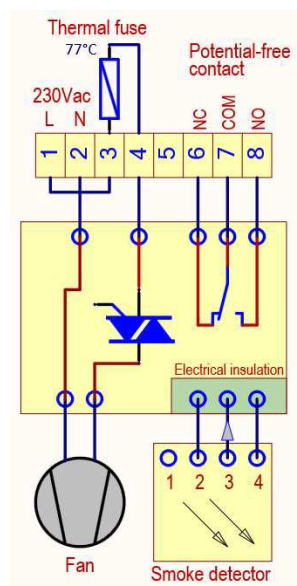 Thermal fuse
77°C
Potential-free
contact
230Vac
L N
NC COM NO
1 2 3 4 5 6 7 8
Electrical insulation
1 2 3 4
Fan
Smoke detector